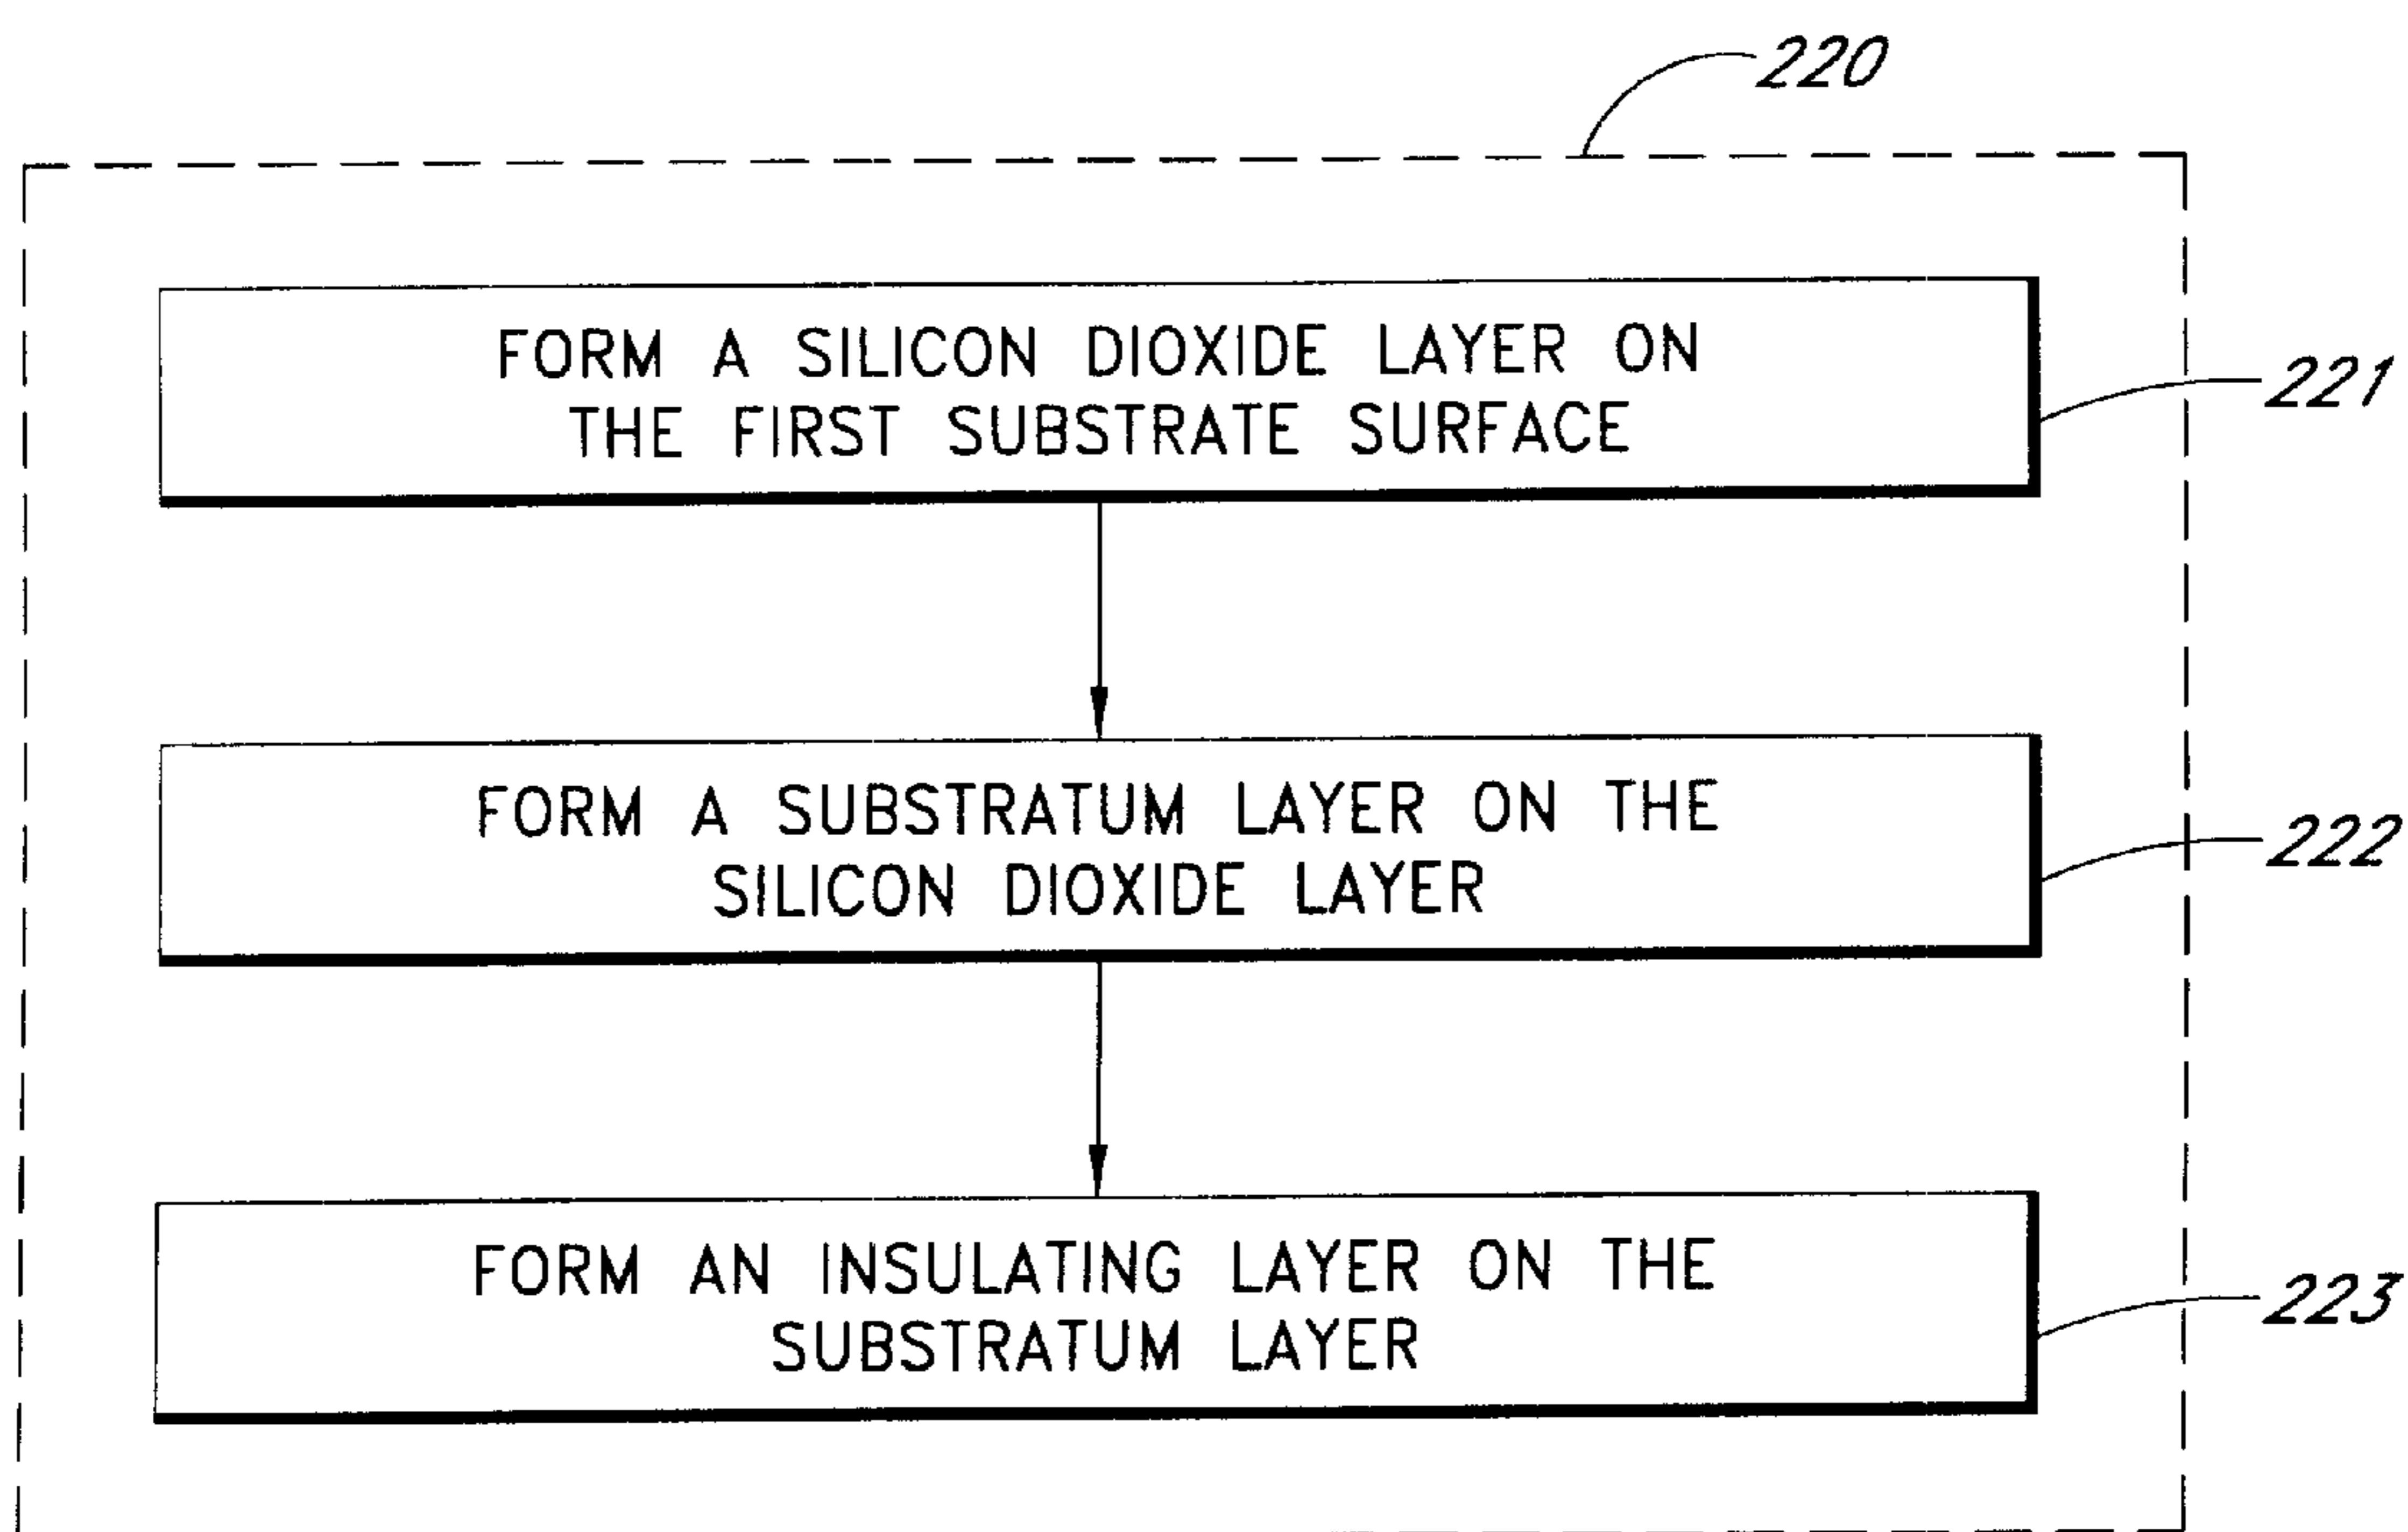 220
FORM A SILICON DIOXIDE LAYER ON
THE FIRST SUBSTRATE SURFACE
221
FORM A SUBSTRATUM LAYER ON THE
SILICON DIOXIDE LAYER
222
FORM AN INSULATING LAYER ON THE
SUBSTRATUM LAYER
223